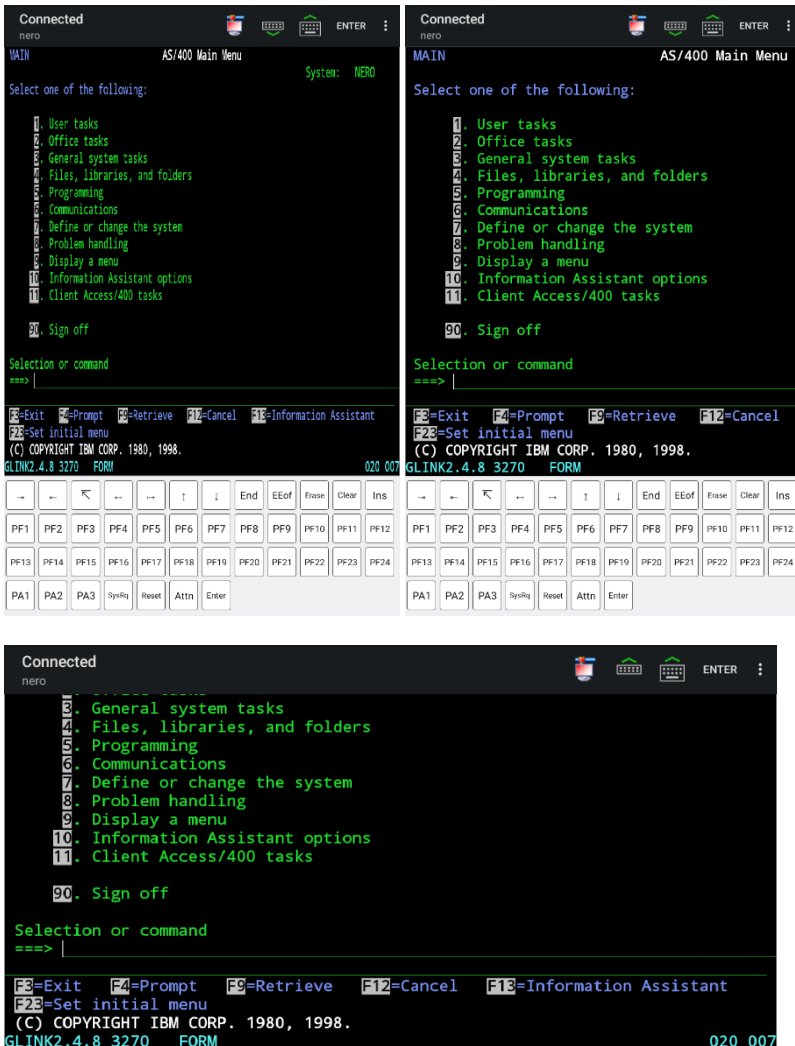 Connected
nero
ENTER
MAIN AS/400 Main Menu
System: NERO
Select one of the following:
1. User tasks
2. Office tasks
3. General system tasks
4. Files, libraries, and folders
5. Programming
6. Communications
7. Define or change the system
8. Problem handling
9. Display a menu
10. Information Assistant options
11. Client Access/400 tasks
90. Sign off
Selection or command
===>
F3=Exit F4=Prompt F9=Retrieve F12=Cancel F13=Information Assistant
F23=Set initial menu
(C) COPYRIGHT IBM CORP. 1980, 1998.
GLINK2.4.8 3270 FORM 020 007
→ ← ↖ ↔ ↔ ↑ ↓ End EEof Erase Clear Ins
PF1 PF2 PF3 PF4 PF5 PF6 PF7 PF8 PF9 PF10 PF11 PF12
PF13 PF14 PF15 PF16 PF17 PF18 PF19 PF20 PF21 PF22 PF23 PF24
PA1 PA2 PA3 SysRq Reset Attn Enter
Connected
nero
ENTER
MAIN AS/400 Main Menu
Select one of the following:
1. User tasks
2. Office tasks
3. General system tasks
4. Files, libraries, and folders
5. Programming
6. Communications
7. Define or change the system
8. Problem handling
9. Display a menu
10. Information Assistant options
11. Client Access/400 tasks
90. Sign off
Selection or command
===>
F3=Exit F4=Prompt F9=Retrieve F12=Cancel
F23=Set initial menu
(C) COPYRIGHT IBM CORP. 1980, 1998.
GLINK2.4.8 3270 FORM
→ ← ↖ ↔ ↔ ↑ ↓ End EEof Erase Clear Ins
PF1 PF2 PF3 PF4 PF5 PF6 PF7 PF8 PF9 PF10 PF11 PF12
PF13 PF14 PF15 PF16 PF17 PF18 PF19 PF20 PF21 PF22 PF23 PF24
PA1 PA2 PA3 SysRq Reset Attn Enter
Connected
nero
ENTER
3. General system tasks
4. Files, libraries, and folders
5. Programming
6. Communications
7. Define or change the system
8. Problem handling
9. Display a menu
10. Information Assistant options
11. Client Access/400 tasks
90. Sign off
Selection or command
===>
F3=Exit F4=Prompt F9=Retrieve F12=Cancel F13=Information Assistant
F23=Set initial menu
(C) COPYRIGHT IBM CORP. 1980, 1998.
GLINK2.4.8 3270 FORM 020 007